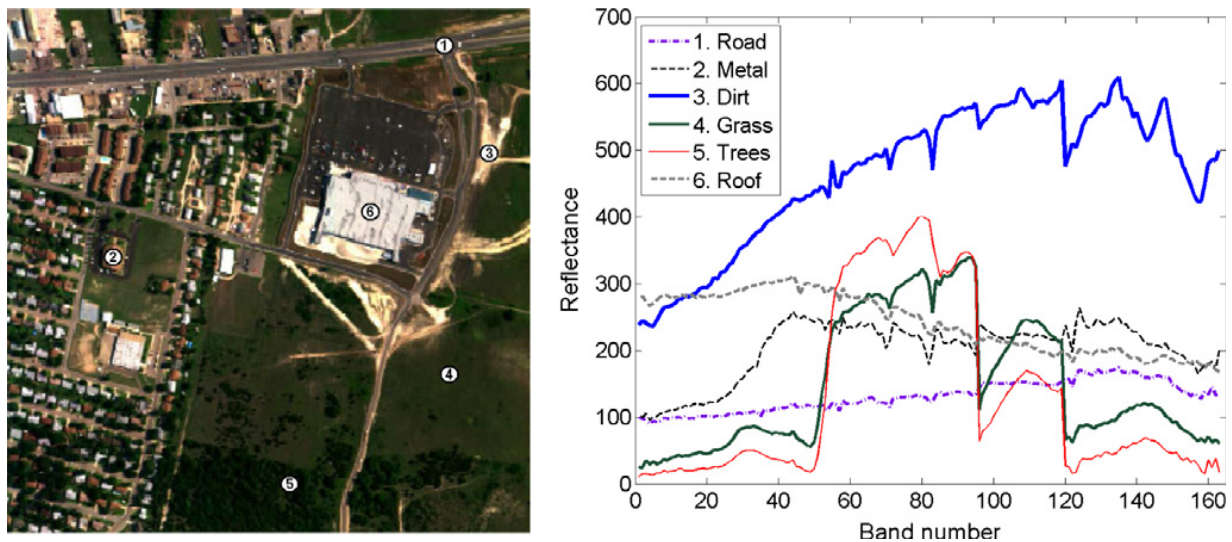 1
3
6
2
4
5
700
600
500
400
300
200
100
0
Reflectance
1. Road
2. Metal
3. Dirt
4. Grass
5. Trees
6. Roof
0 20 40 60 80 100 120 140 160
Band number